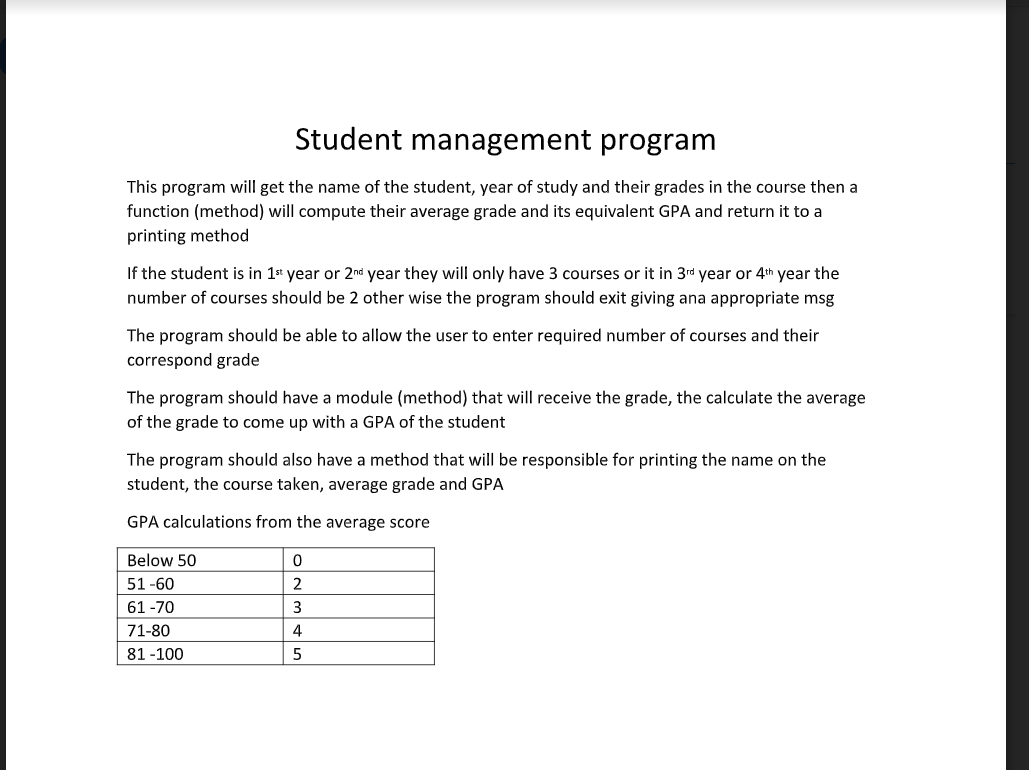 Student management program
This program will get the name of the student, year of study and their grades in the course then a
function (method) will compute their average grade and its equivalent GPA and return it to a
printing method
If the student is in 1st year or 2nd year they will only have 3 courses or it in 3rd year or 4th year the
number of courses should be 2 other wise the program should exit giving ana appropriate msg
The program should be able to allow the user to enter required number of courses and their
correspond grade
The program should have a module (method) that will receive the grade, the calculate the average
of the grade to come up with a GPA of the student
The program should also have a method that will be responsible for printing the name on the
student, the course taken, average grade and GPA
GPA calculations from the average score
Below 50 0
51 -60 2
61 -70 3
71-80 4
81 -100 5